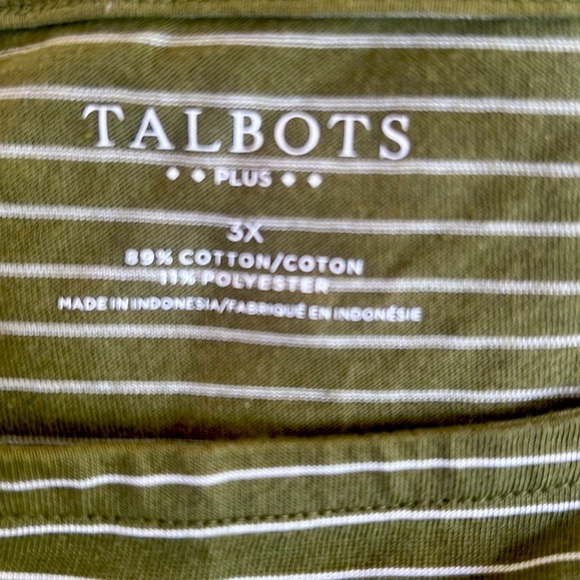 TALBOTS
PLUS
3X
89% COTTON/COTON
11% POLYESTER
MADE IN INDONESIA/FABRIQUÉ EN INDONÉSIE